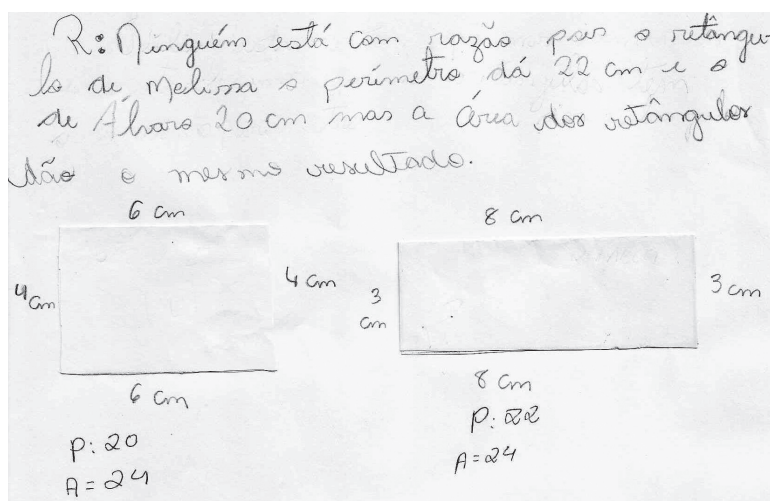 R: Ninguém está com razão pois o retângu-
lo de Melissa o perímetro dá 22 cm e o
de Álvaro 20 cm mas a área dos retângulos
dão o mesmo resultado.
6 cm
8 cm
4 cm
4 cm
3 cm
3 cm
6 cm
8 cm
P: 20
A = 24
P: 22
A = 24